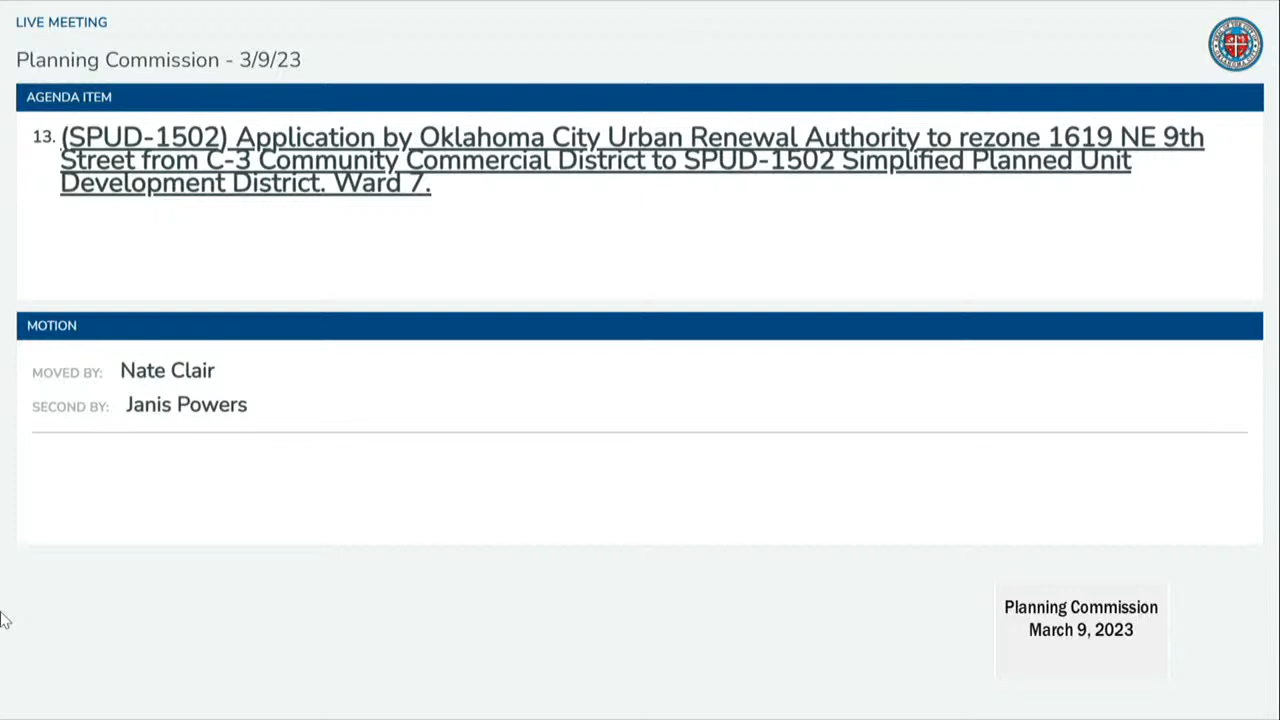 LIVE MEETING
Planning Commission - 3/9/23
AGENDA ITEM
13. (SPUD-1502) Application by Oklahoma City Urban Renewal Authority to rezone 1619 NE 9th
Street from C-3 Community Commercial District to SPUD-1502 Simplified Planned Unit
Development District. Ward 7.
MOTION
MOVED BY: Nate Clair
SECOND BY: Janis Powers
Planning Commission
March 9, 2023